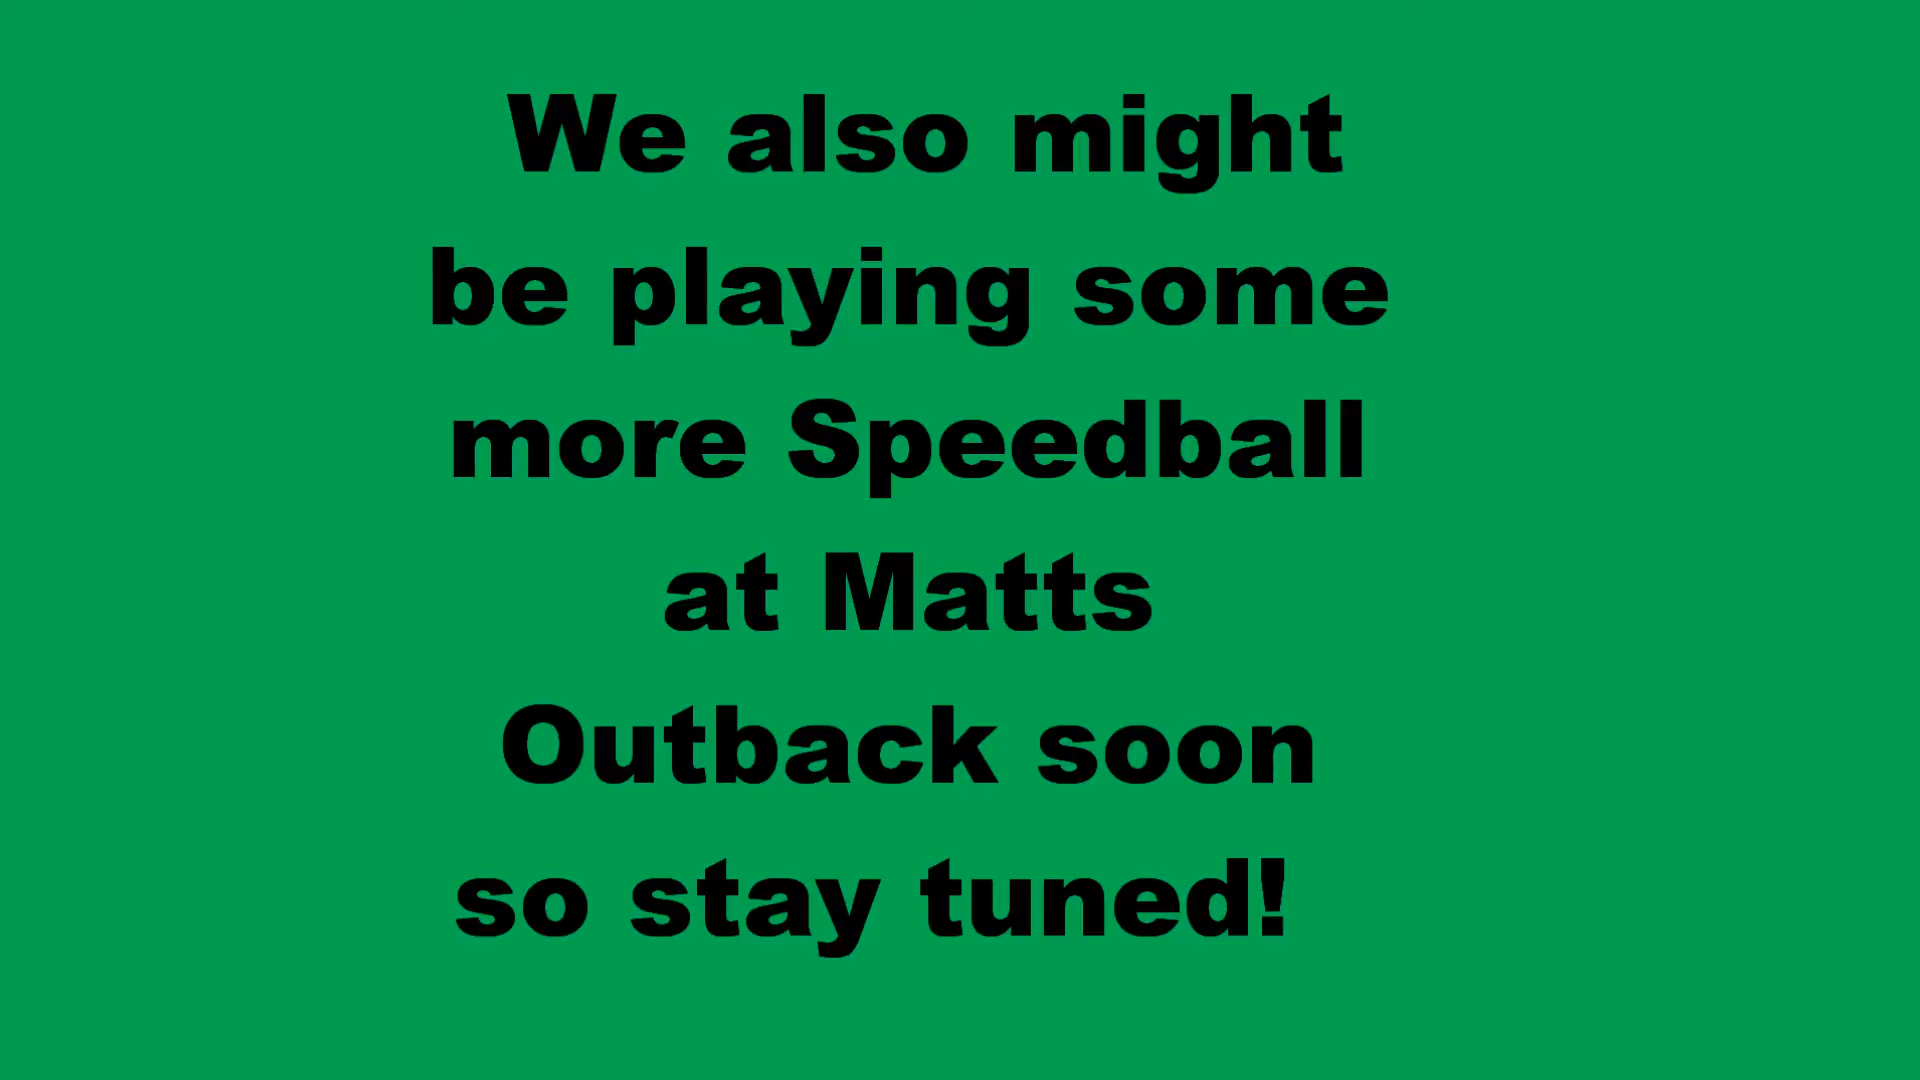 We also might
be playing some
more Speedball
at Matts
Outback soon
so stay tuned!